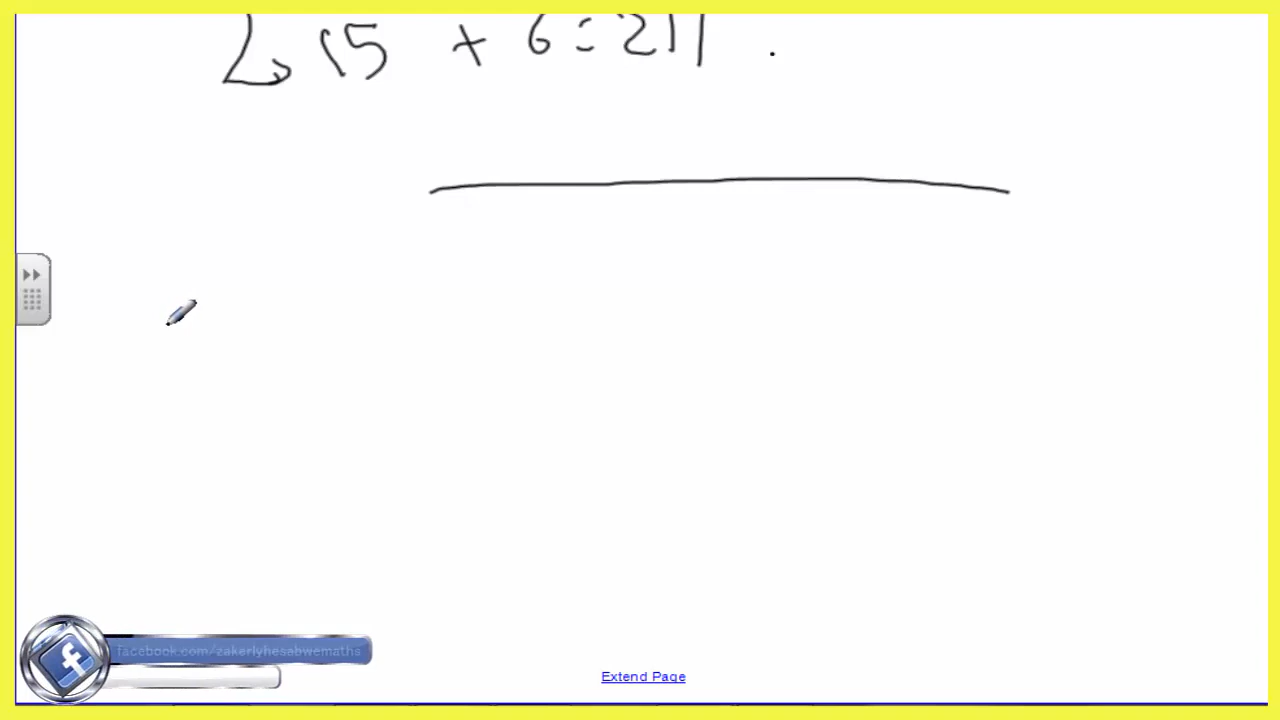 15 + 6 = 21
facebook.com/zakerlyhesabwemaths
Extend Page